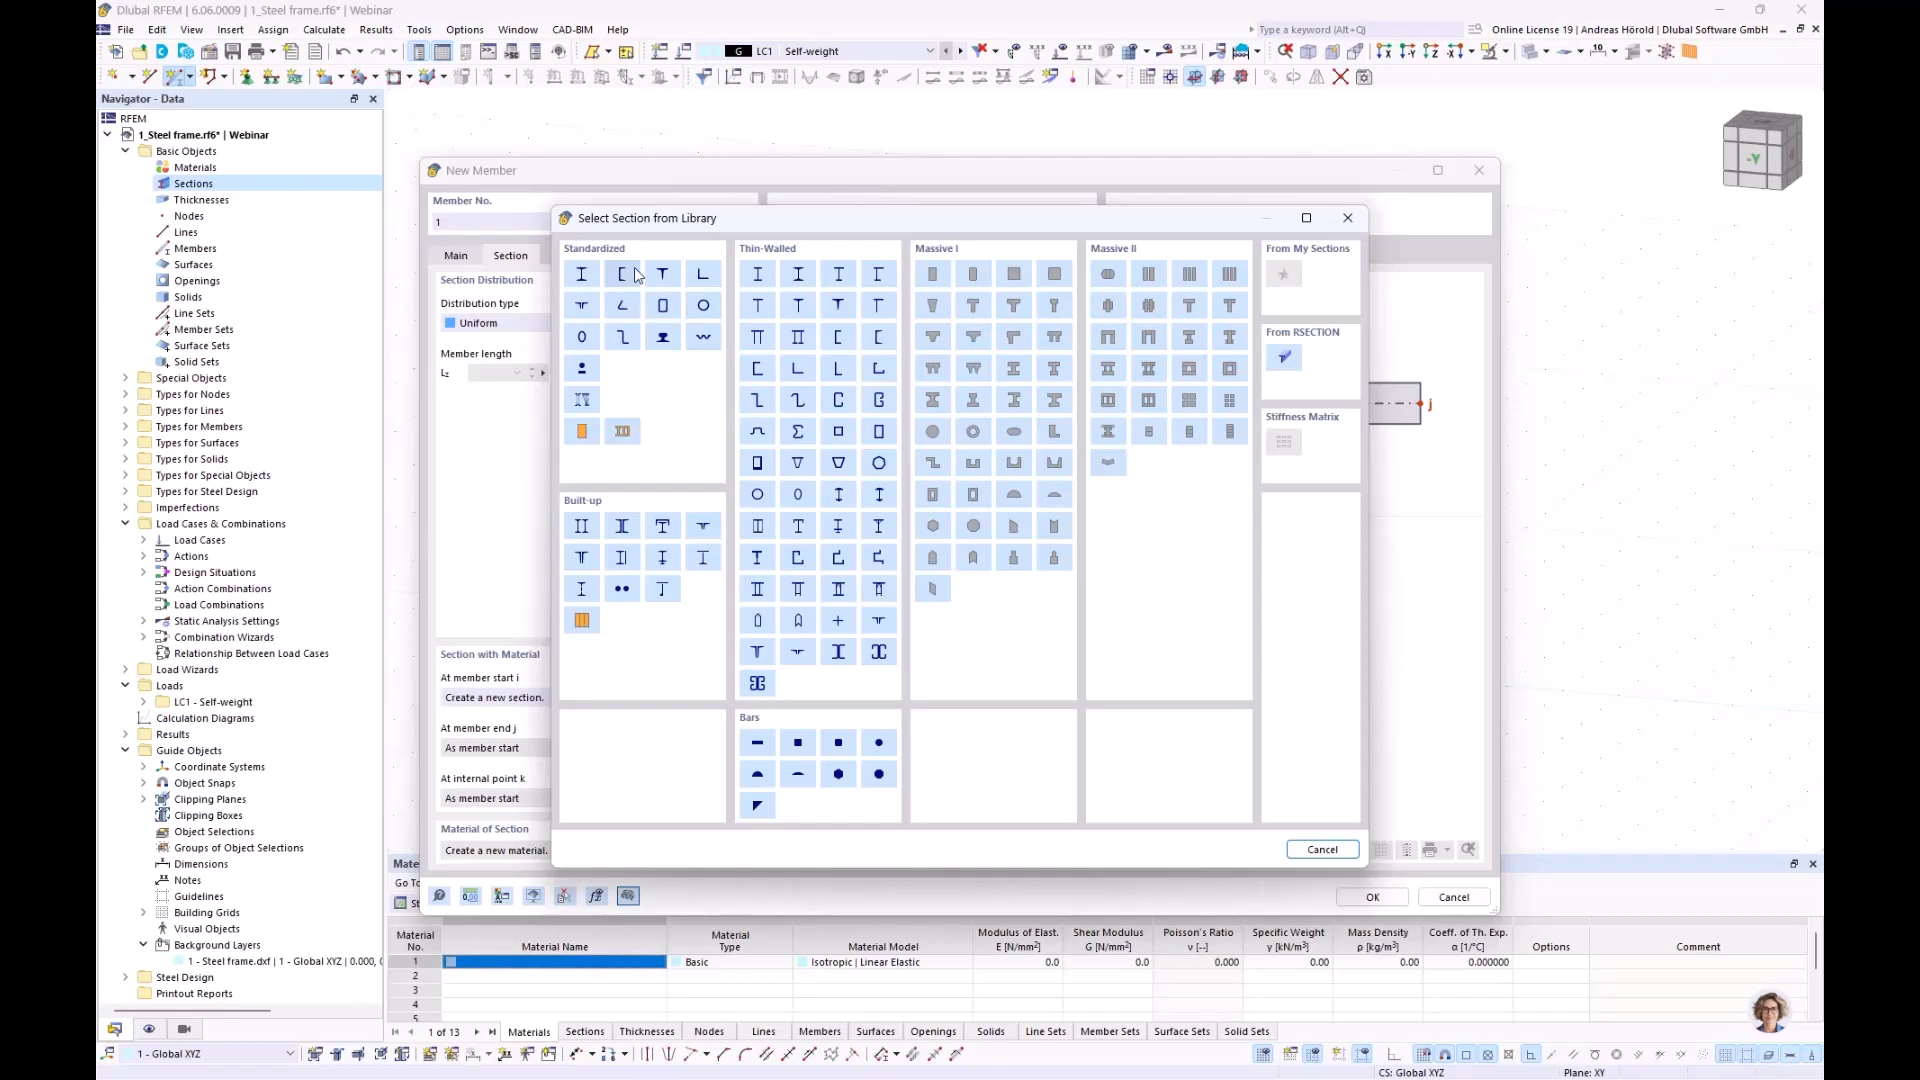 Dlubal RFEM | 6.06.0009 | 1_Steel frame.rf6* | Webinar
File Edit View Insert Assign Calculate Results Tools Options Window CAD-BIM Help
Type a keyword (Alt+Q)
Online License 19 | Andreas Hörold | Dlubal Software GmbH
G LC1 Self-weight
Navigator - Data
RFEM
1_Steel frame.rf6* | Webinar
Basic Objects
Materials
Sections
Thicknesses
Nodes
Lines
Members
Surfaces
Openings
Solids
Line Sets
Member Sets
Surface Sets
Solid Sets
Special Objects
Types for Nodes
Types for Lines
Types for Members
Types for Surfaces
Types for Solids
Types for Special Objects
Types for Steel Design
Imperfections
Load Cases & Combinations
Load Cases
Actions
Design Situations
Action Combinations
Load Combinations
Static Analysis Settings
Combination Wizards
Relationship Between Load Cases
Load Wizards
Loads
LC1 - Self-weight
Calculation Diagrams
Results
Guide Objects
Coordinate Systems
Object Snaps
Clipping Planes
Clipping Boxes
Object Selections
Groups of Object Selections
Dimensions
Notes
Guidelines
Building Grids
Visual Objects
Background Layers
1 - Steel frame.dxf | 1 - Global XYZ | 0.000, 0
Steel Design
Printout Reports
1 - Global XYZ
-Y
New Member
Member No.
1
Main Section
Section Distribution
Distribution type
Uniform
Member length
Lz
Section with Material
At member start i
Create a new section.
At member end j
As member start
At internal point k
As member start
Material of Section
Create a new material.
j
OK Cancel
Select Section from Library
Standardized
Built-up
Thin-Walled
Bars
Massive I
Massive II
From My Sections
From RSECTION
Stiffness Matrix
Cancel
Mate
Go To
St
Material No. Material Name Material Type Material Model Modulus of Elast. E [N/mm²] Shear Modulus G [N/mm²] Poisson's Ratio ν [--] Specific Weight γ [kN/m³] Mass Density ρ [kg/m³] Coeff. of Th. Exp. α [1/°C] Options Comment
1 Basic Isotropic | Linear Elastic 0.0 0.0 0.000 0.00 0.00 0.000000
2
3
4
5
1 of 13 Materials Sections Thicknesses Nodes Lines Members Surfaces Openings Solids Line Sets Member Sets Surface Sets Solid Sets
CS: Global XYZ Plane: XY